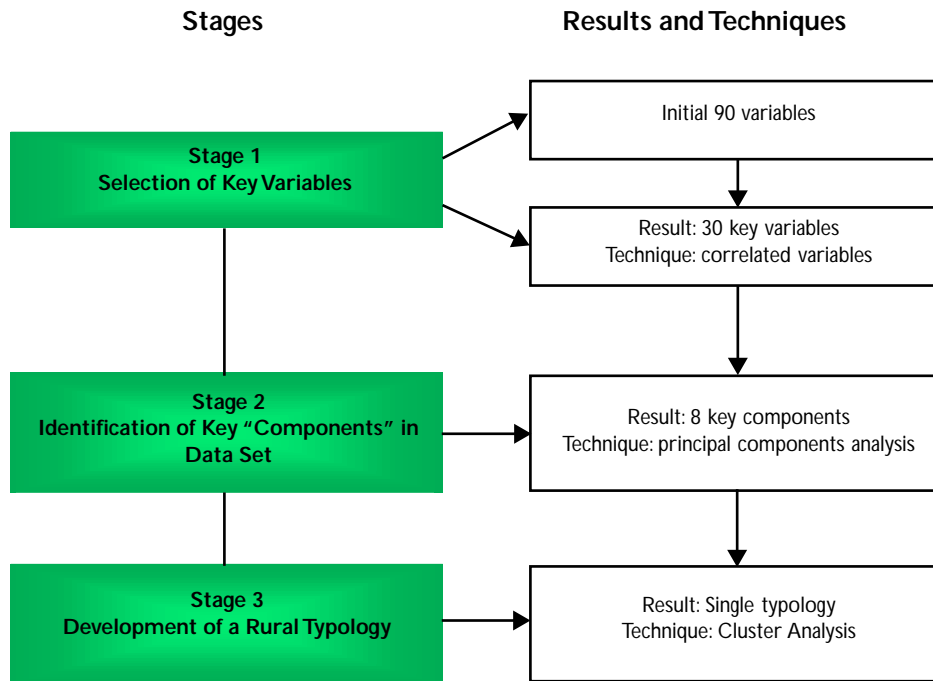 Stages
Results and Techniques
Initial 90 variables
Stage 1
Selection of Key Variables
Result: 30 key variables
Technique: correlated variables
Stage 2
Identification of Key “Components” in
Data Set
Result: 8 key components
Technique: principal components analysis
Stage 3
Development of a Rural Typology
Result: Single typology
Technique: Cluster Analysis